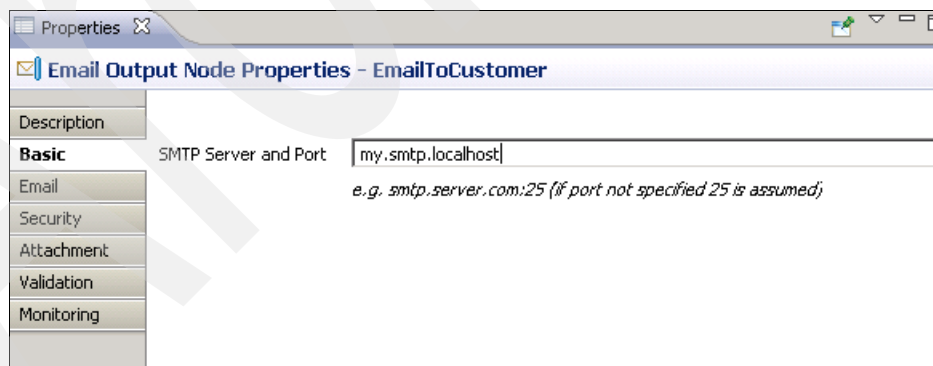 Properties
Email Output Node Properties - EmailToCustomer
Description
Basic
SMTP Server and Port my.smtp.localhost
Email
e.g. smtp.server.com:25 (if port not specified 25 is assumed)
Security
Attachment
Validation
Monitoring